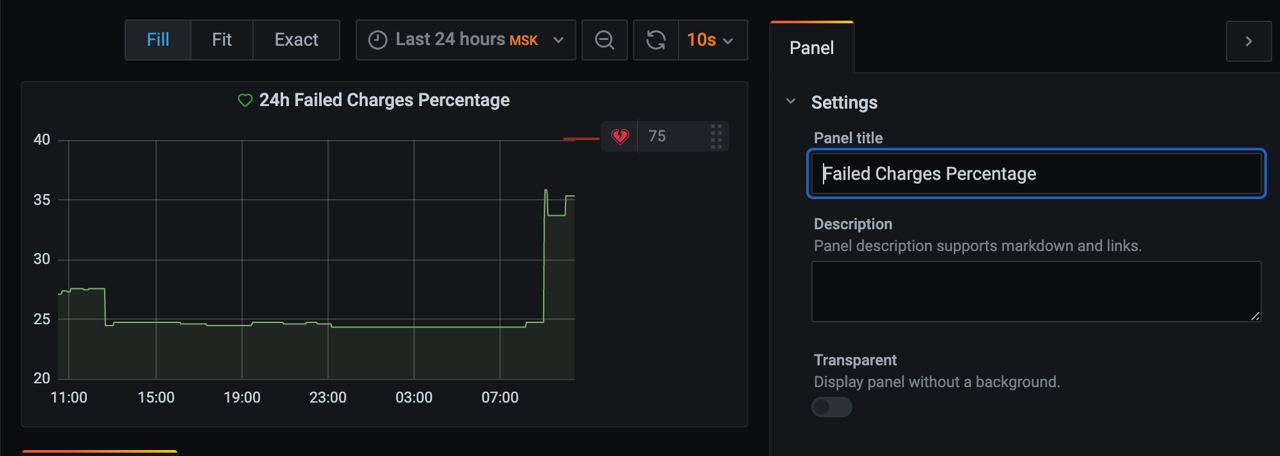 Fill Fit Exact Last 24 hours MSK 10s
24h Failed Charges Percentage
75
40
35
30
25
20
11:00 15:00 19:00 23:00 03:00 07:00
Panel
Settings
Panel title
Failed Charges Percentage
Description
Panel description supports markdown and links.
Transparent
Display panel without a background.